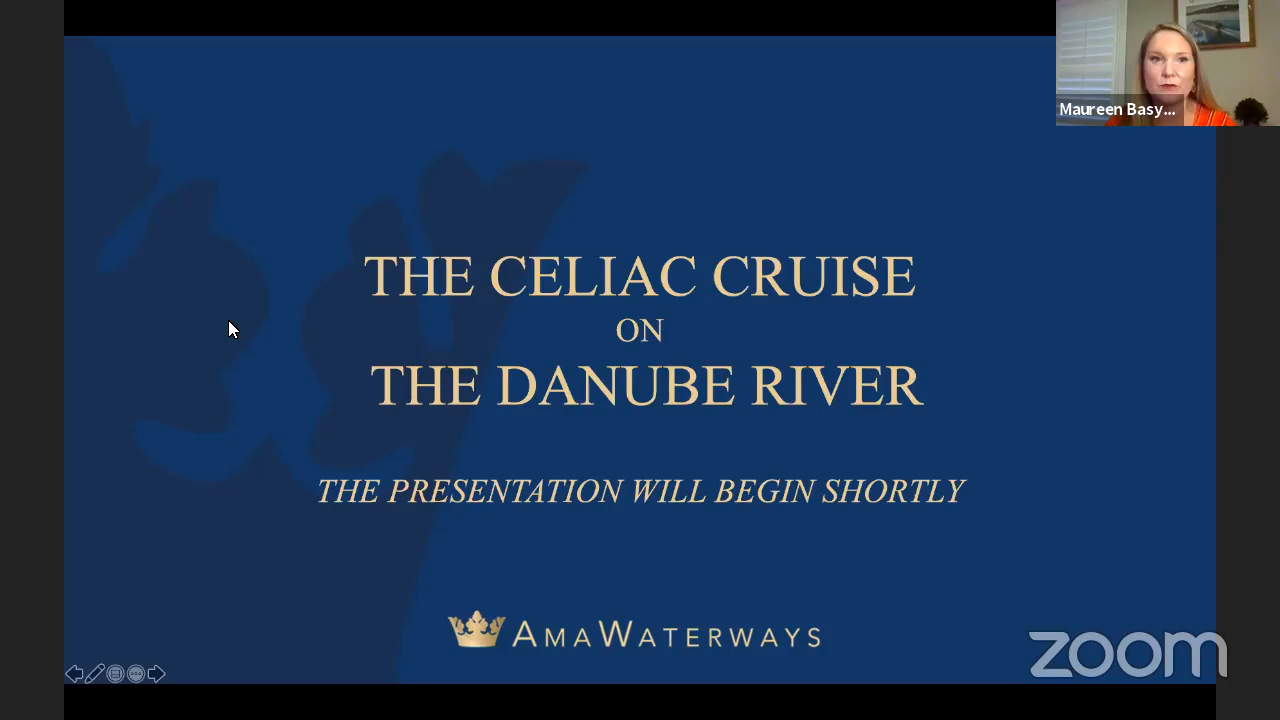 Maureen Basy...
THE CELIAC CRUISE
ON
THE DANUBE RIVER
THE PRESENTATION WILL BEGIN SHORTLY
AMAWATERWAYS
zoom